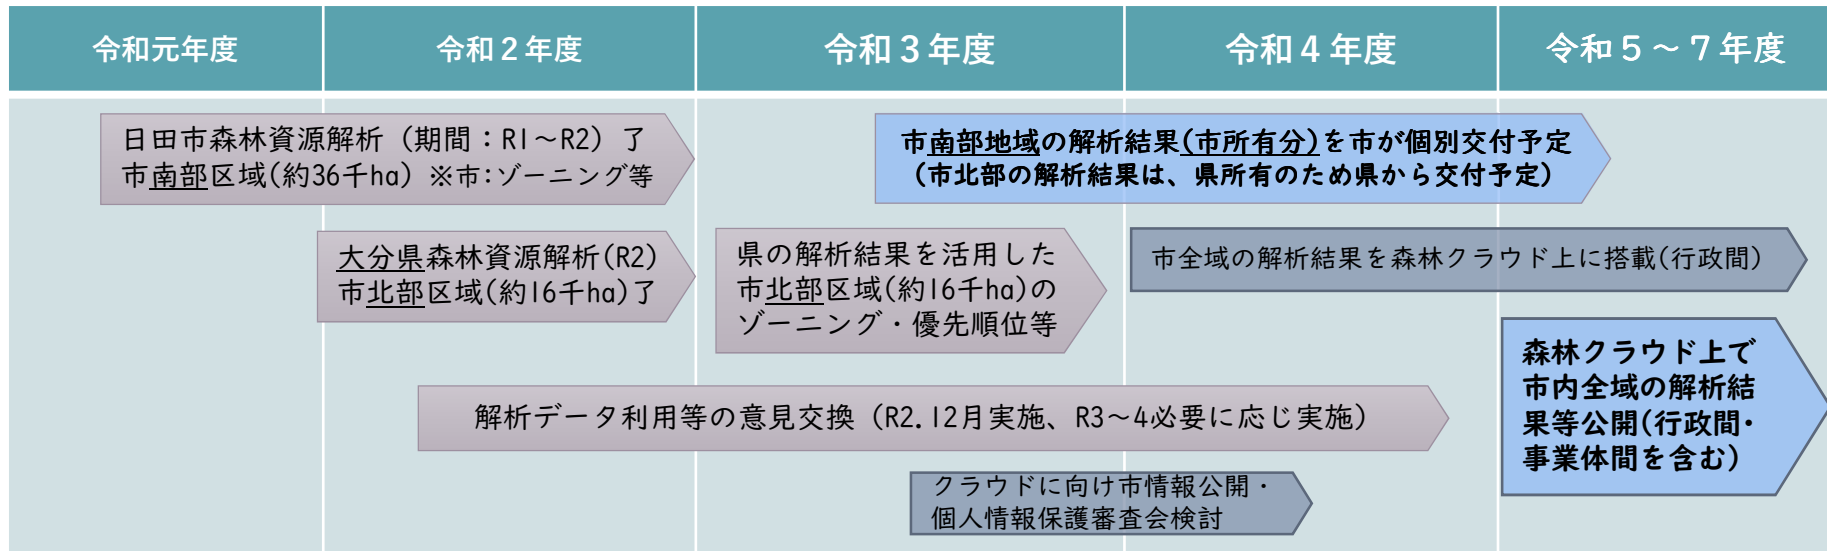 令和元年度
令和２年度
令和３年度
令和４年度
令和５～７年度
日田市森林資源解析（期間：R1～R2）了
市南部区域(約36千ha) ※市:ゾーニング等
市南部地域の解析結果(市所有分)を市が個別交付予定
(市北部の解析結果は、県所有のため県から交付予定)
大分県森林資源解析(R2)
市北部区域(約16千ha)了
県の解析結果を活用した
市北部区域(約16千ha)の
ゾーニング・優先順位等
市全域の解析結果を森林クラウド上に搭載(行政間)
森林クラウド上で
市内全域の解析結
果等公開(行政間・
事業体間を含む)
解析データ利用等の意見交換（R2.12月実施、R3～4必要に応じ実施）
クラウドに向け市情報公開・
個人情報保護審査会検討